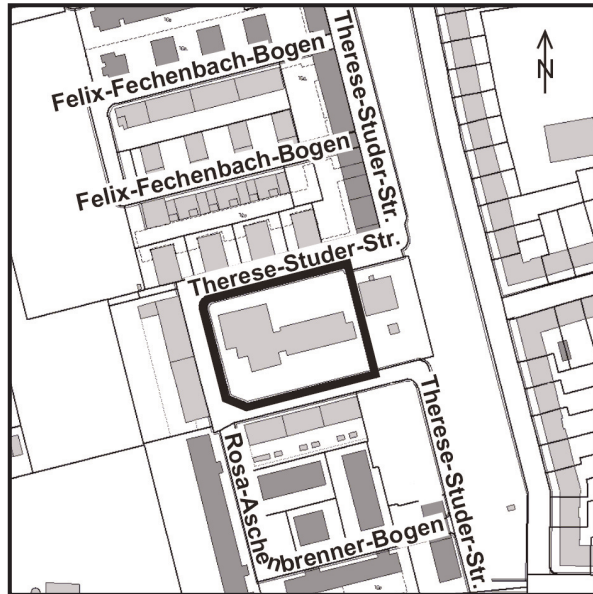 Felix-Fechenbach-Bogen
Therese-Studer-Str.
N
Felix-Fechenbach-Bogen
Therese-Studer-Str.
Rosa-Aschenbrenner-Bogen
Therese-Studer-Str.